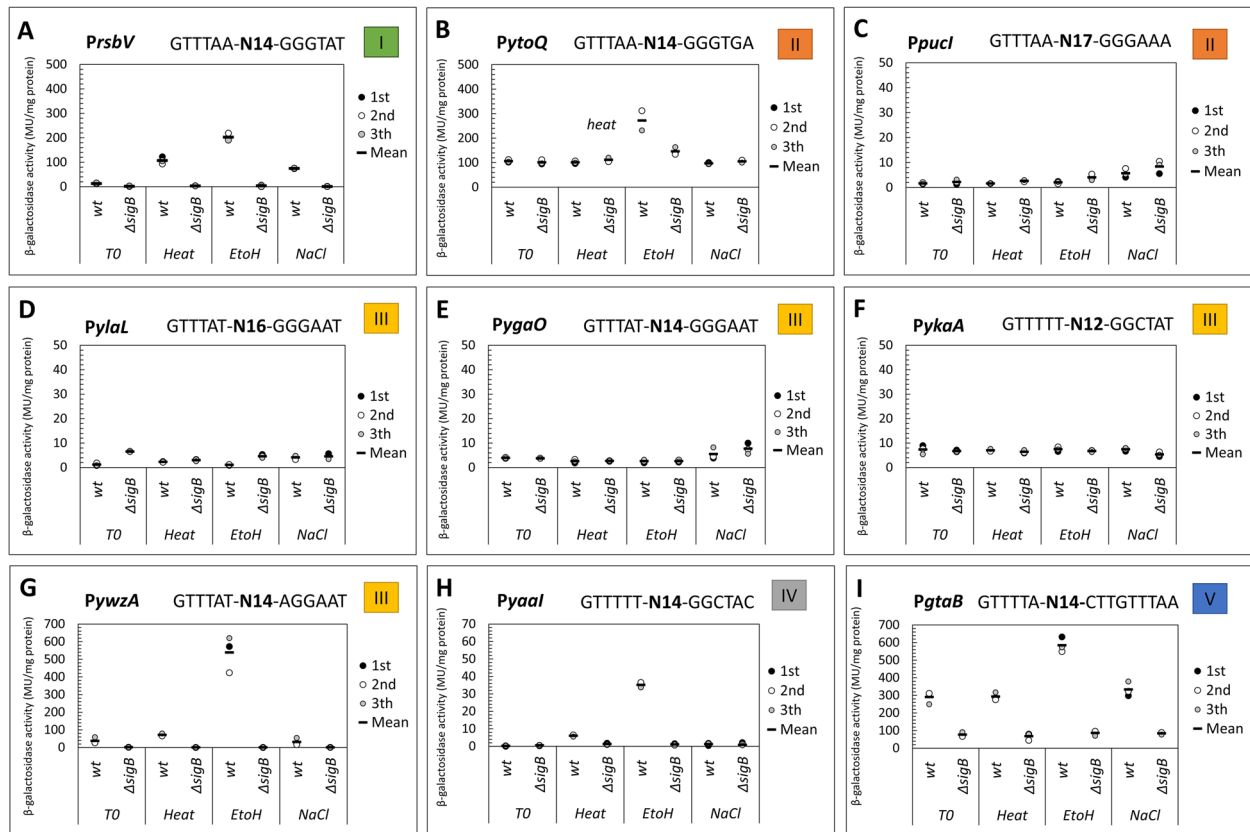 A
PrsbV GTTTAA-N14-GGGTAT I
β-galactosidase activity (MU/mg protein)
500
400
300
200
100
0
wt ΔsigB wt ΔsigB wt ΔsigB wt ΔsigB
T0 Heat EtoH NaCl
1st
2nd
3th
Mean
B
PytoQ GTTTAA-N14-GGGTGA II
β-galactosidase activity (MU/mg protein)
500
400
300
200
100
0
heat
wt ΔsigB wt ΔsigB wt ΔsigB wt ΔsigB
T0 Heat EtoH NaCl
1st
2nd
3th
Mean
C
PpucI GTTTAA-N17-GGGAAA II
β-galactosidase activity (MU/mg protein)
50
40
30
20
10
0
wt ΔsigB wt ΔsigB wt ΔsigB wt ΔsigB
T0 Heat EtoH NaCl
1st
2nd
3th
Mean
D
PylaL GTTTAT-N16-GGGAAT III
β-galactosidase activity (MU/mg protein)
50
40
30
20
10
0
wt ΔsigB wt ΔsigB wt ΔsigB wt ΔsigB
T0 Heat EtoH NaCl
1st
2nd
3th
Mean
E
PygaO GTTTAT-N14-GGGAAT III
β-galactosidase activity (MU/mg protein)
50
40
30
20
10
0
wt ΔsigB wt ΔsigB wt ΔsigB wt ΔsigB
T0 Heat EtoH NaCl
1st
2nd
3th
Mean
F
PykaA GTTTTT-N12-GGCTAT III
β-galactosidase activity (MU/mg protein)
50
40
30
20
10
0
wt ΔsigB wt ΔsigB wt ΔsigB wt ΔsigB
T0 Heat EtoH NaCl
1st
2nd
3th
Mean
G
PywzA GTTTAT-N14-AGGAAT III
β-galactosidase activity (MU/mg protein)
700
600
500
400
300
200
100
0
wt ΔsigB wt ΔsigB wt ΔsigB wt ΔsigB
T0 Heat EtoH NaCl
1st
2nd
3th
Mean
H
PyaaI GTTTTT-N14-GGCTAC IV
β-galactosidase activity (MU/mg protein)
70
60
50
40
30
20
10
0
wt ΔsigB wt ΔsigB wt ΔsigB wt ΔsigB
T0 Heat EtoH NaCl
1st
2nd
3th
Mean
I
PgtaB GTTTTA-N14-CTTGTTTAA V
β-galactosidase activity (MU/mg protein)
700
600
500
400
300
200
100
0
wt ΔsigB wt ΔsigB wt ΔsigB wt ΔsigB
T0 Heat EtoH NaCl
1st
2nd
3th
Mean